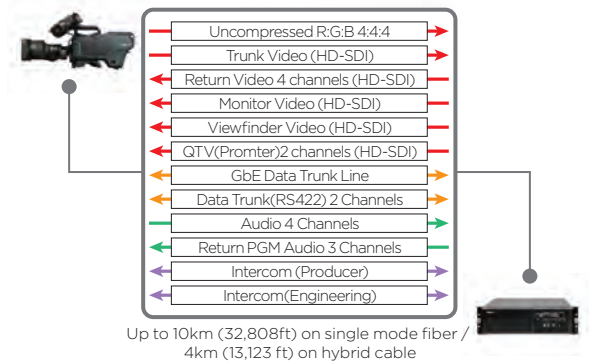 Uncompressed R:G:B 4:4:4
Trunk Video (HD-SDI)
Return Video 4 channels (HD-SDI)
Monitor Video (HD-SDI)
Viewfinder Video (HD-SDI)
QTV(Promter)2 channels (HD-SDI)
GbE Data Trunk Line
Data Trunk(RS422) 2 Channels
Audio 4 Channels
Return PGM Audio 3 Channels
Intercom (Producer)
Intercom(Engineering)
Up to 10km (32,808ft) on single mode fiber /
4km (13,123 ft) on hybrid cable